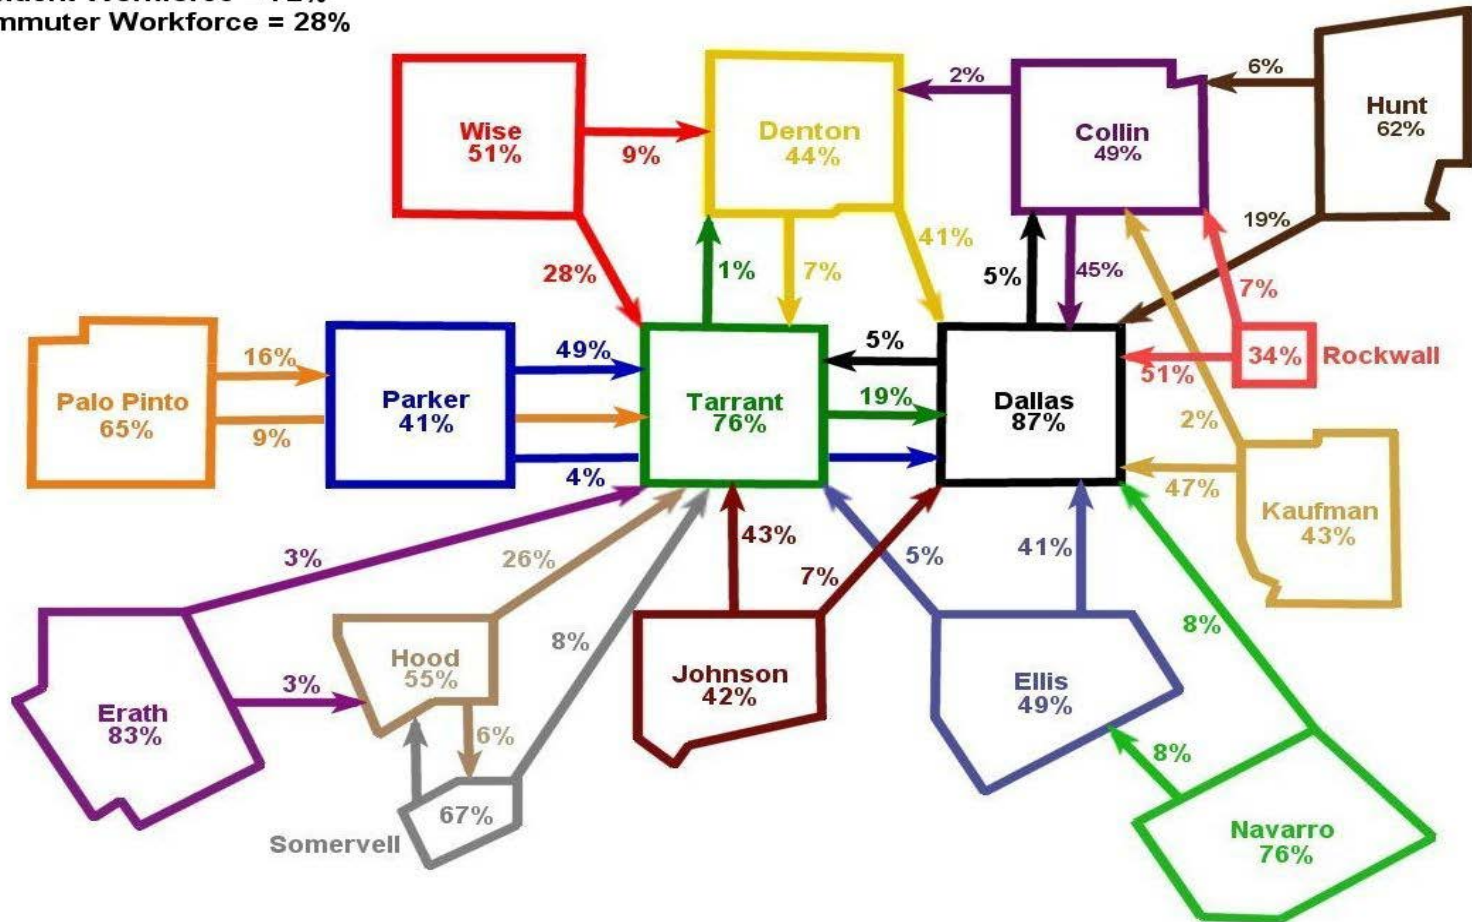 mmuter Workforce = 28%
Hunt
62%
6%
2%
Wise
51%
Denton
44%
Collin
49%
9%
19%
41%
28%
1%
7%
5%
45%
7%
5%
49%
16%
34%
Rockwall
51%
Palo Pinto
65%
Parker
41%
Tarrant
76%
19%
Dallas
87%
2%
9%
4%
47%
Kaufman
43%
43%
3%
26%
7%
5%
41%
8%
8%
Hood
55%
3%
Johnson
42%
Ellis
49%
Erath
83%
6%
8%
67%
Somervell
Navarro
76%